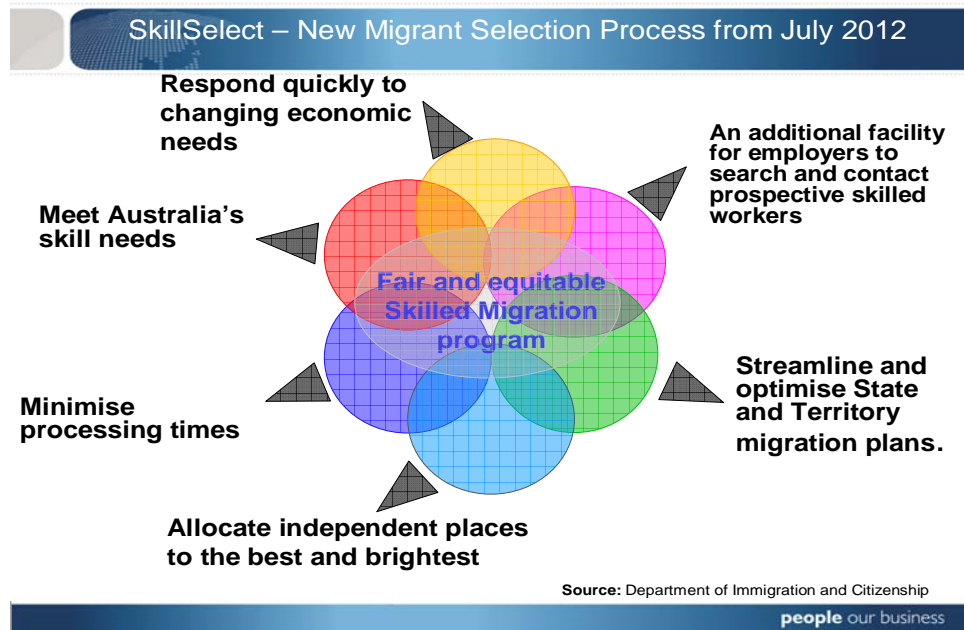 SkillSelect – New Migrant Selection Process from July 2012
Respond quickly to
changing economic
needs
An additional facility
for employers to
search and contact
prospective skilled
workers
Meet Australia's
skill needs
Fair and equitable
Skilled Migration
program
Minimise
processing times
Streamline and
optimise State
and Territory
migration plans.
Allocate independent places
to the best and brightest
Source: Department of Immigration and Citizenship
people our business